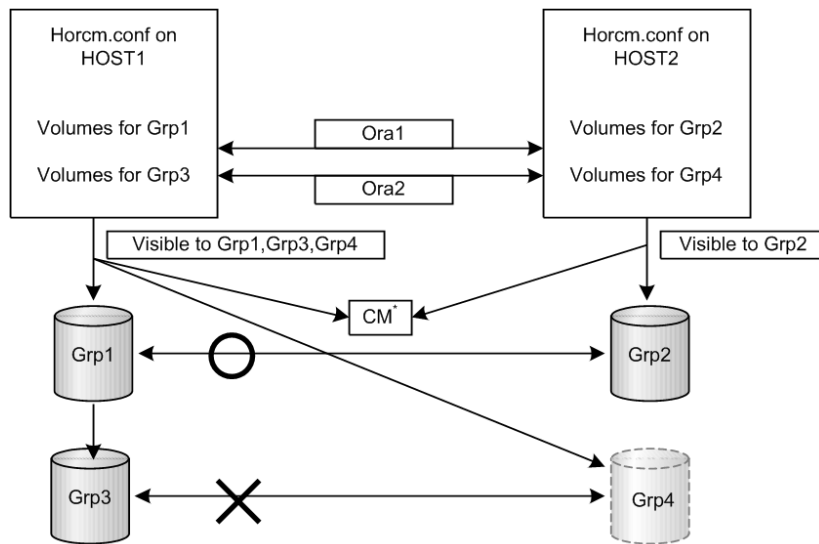 Horcm.conf on
HOST1
Volumes for Grp1
Volumes for Grp3
Ora1
Ora2
Horcm.conf on
HOST2
Volumes for Grp2
Volumes for Grp4
Visible to Grp1,Grp3,Grp4
Visible to Grp2
CM*
Grp1
Grp2
Grp3
Grp4